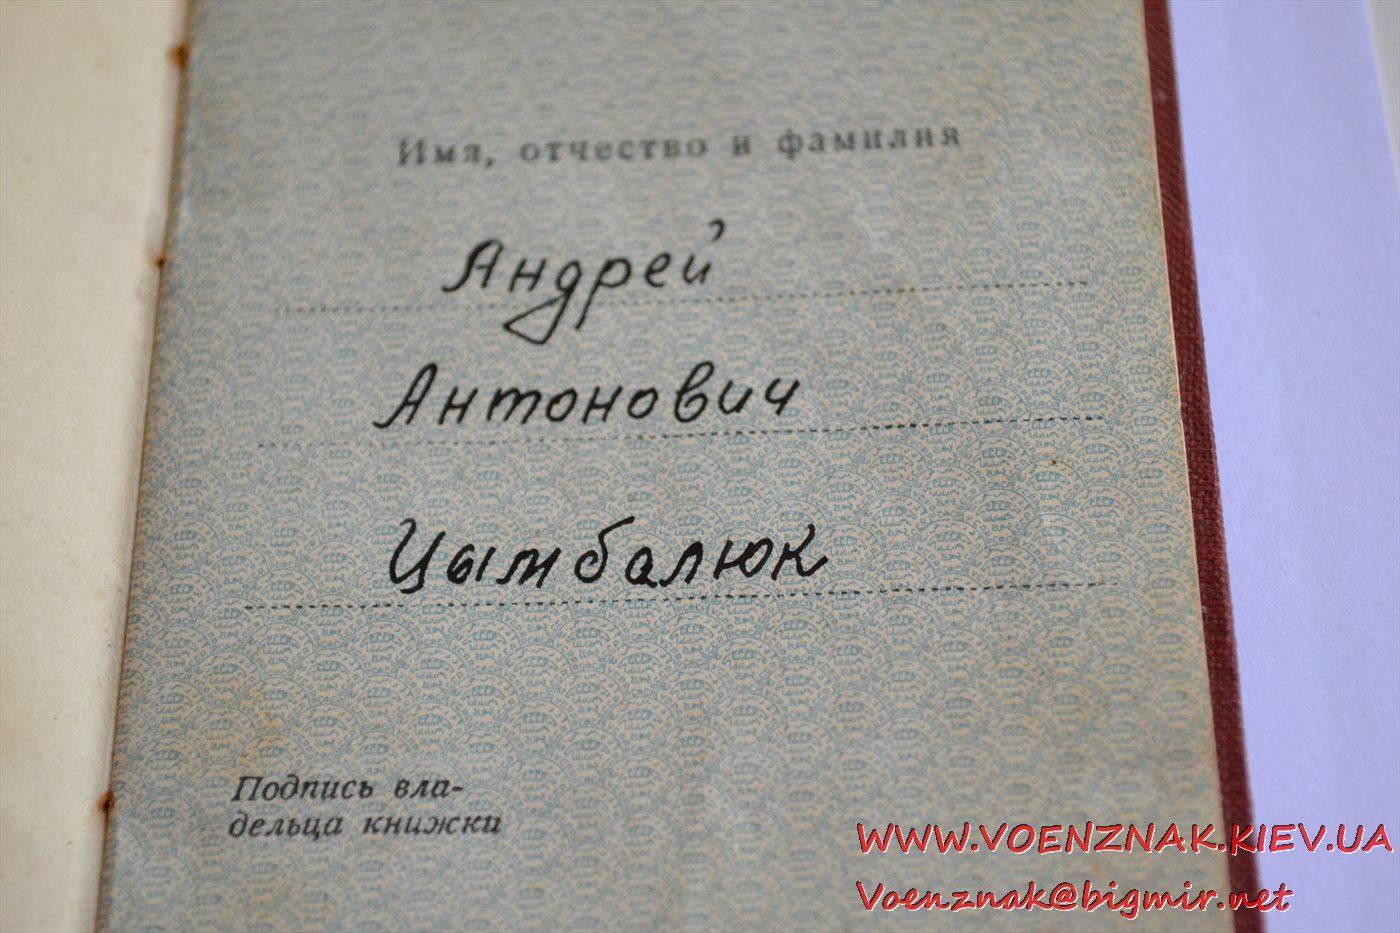 Имя, отчество и фамилия
Андрей
Антонович
Цымбалюк
Подпись вла-
дельца книжки
WWW.VOENZNAK.KIEV.UA
Voenznak@bigmir.net